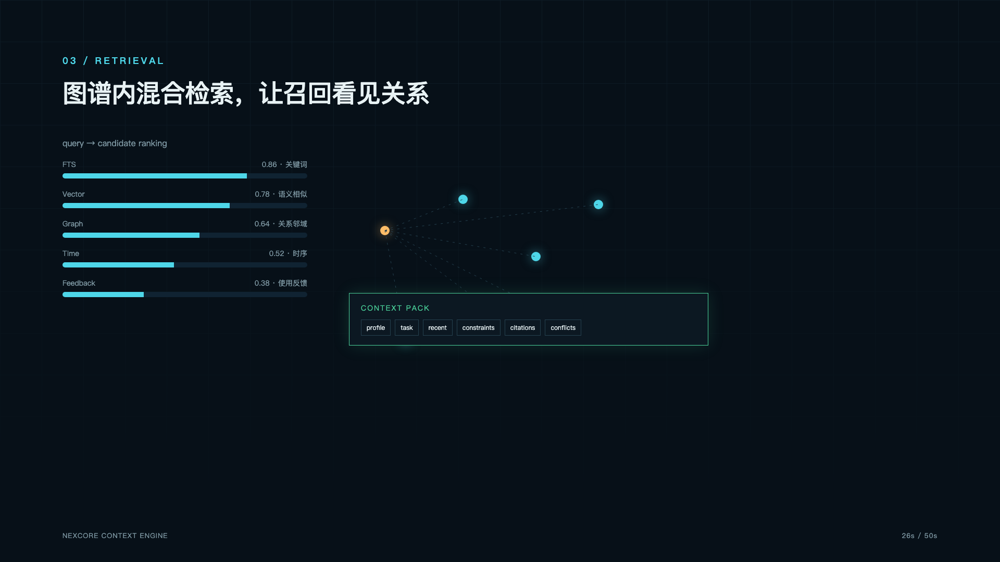 03 / RETRIEVAL
图谱内混合检索，让召回看见关系
query → candidate ranking
FTS 0.86 · 关键词
Vector 0.78 · 语义相似
Graph 0.64 · 关系邻域
Time 0.52 · 时序
Feedback 0.38 · 使用反馈
CONTEXT PACK
profile task recent constraints citations conflicts
NEXCORE CONTEXT ENGINE
26s / 50s